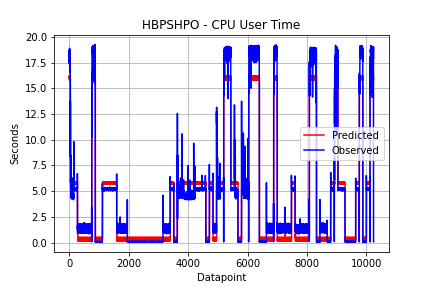 HBPSHPO - CPU User Time
20.0
17.5
15.0
12.5
10.0
7.5
5.0
2.5
0.0
Seconds
Predicted
Observed
0 2000 4000 6000 8000 10000
Datapoint